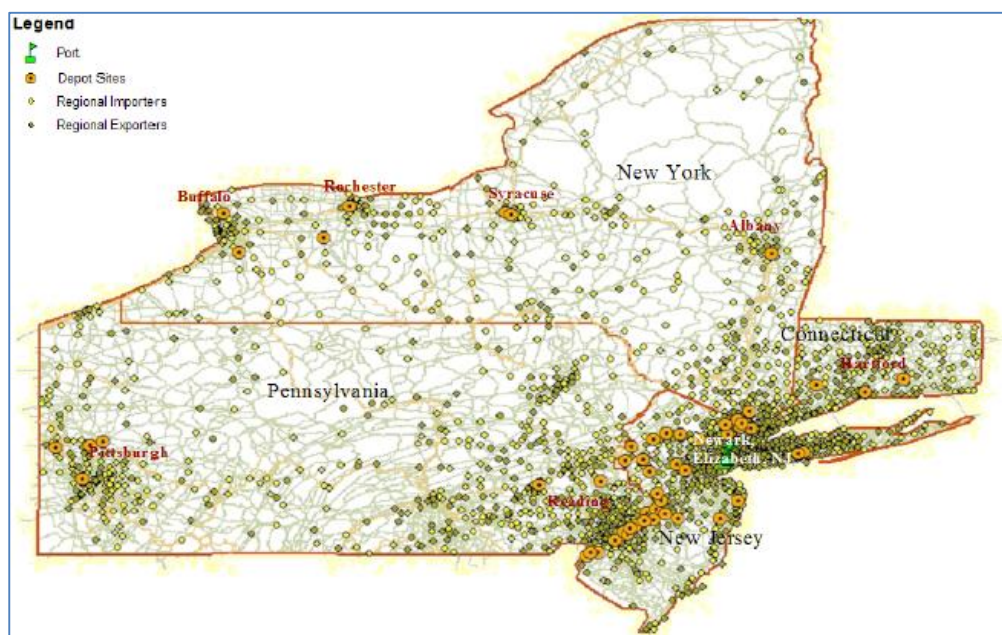 Legend
Port
Depot Sites
Regional Importers
Regional Exporters
New York
Buffalo
Rochester
Syracuse
Albany
Connecticut
Hartford
Pennsylvania
Pittsburgh
Newark,
Elizabeth, NJ
Reading
New Jersey